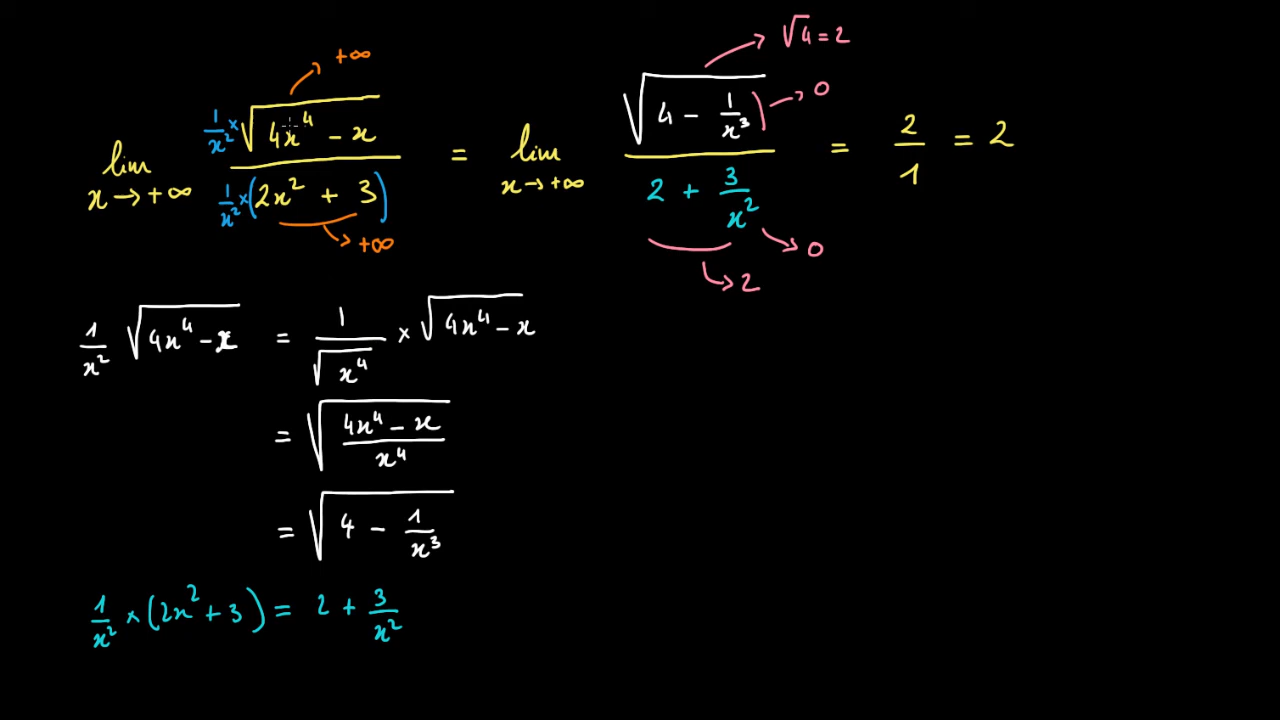 +∞
√4 = 2
lim x→+∞ (1/x² × √(4x⁴ − x)) / (1/x² × (2x² + 3)) = lim x→+∞ √(4 − 1/x³) / (2 + 3/x²) = 2/1 = 2
0
+∞
0
2
1/x² √(4x⁴ − x) = 1/√(x⁴) × √(4x⁴ − x)
= √((4x⁴ − x)/x⁴)
= √(4 − 1/x³)
1/x² × (2x² + 3) = 2 + 3/x²